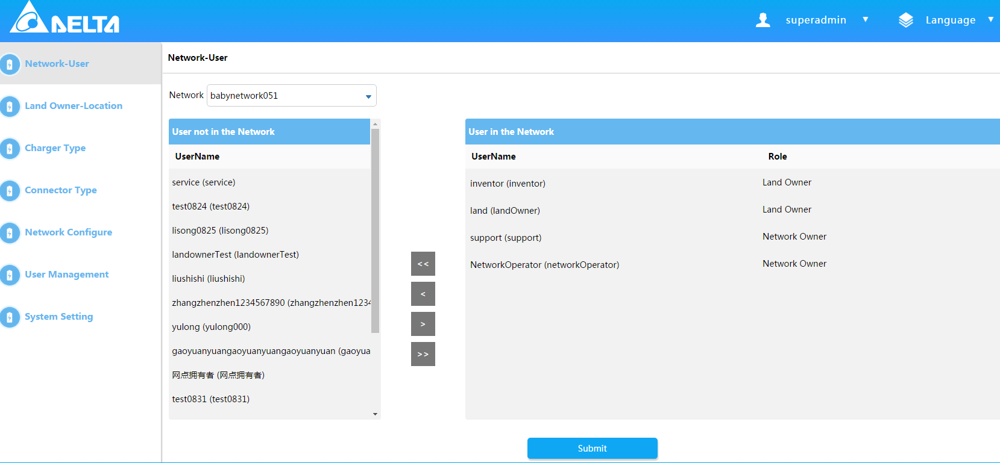 DELTA
superadmin ▼ Language ▼
Network-User
Land Owner-Location
Charger Type
Connector Type
Network Configure
User Management
System Setting
Network-User
Network babynetwork051
User not in the Network
UserName
service (service)
test0824 (test0824)
lisong0825 (lisong0825)
landownerTest (landownerTest)
liushishi (liushishi)
zhangzhenzhen1234567890 (zhangzhenzhen1234
yulong (yulong000)
gaoyuanyuangaoyuanyuangaoyuanyuan (gaoyua
网点拥有者 (网点拥有者)
test0831 (test0831)
<<
<
>
>>
User in the Network
UserName Role
inventor (inventor) Land Owner
land (landOwner) Land Owner
support (support) Network Owner
NetworkOperator (networkOperator) Network Owner
Submit